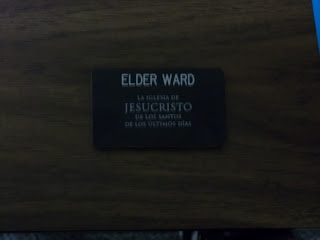 ELDER WARD
LA IGLESIA DE
JESUCRISTO
DE LOS SANTOS
DE LOS ÚLTIMOS DÍAS